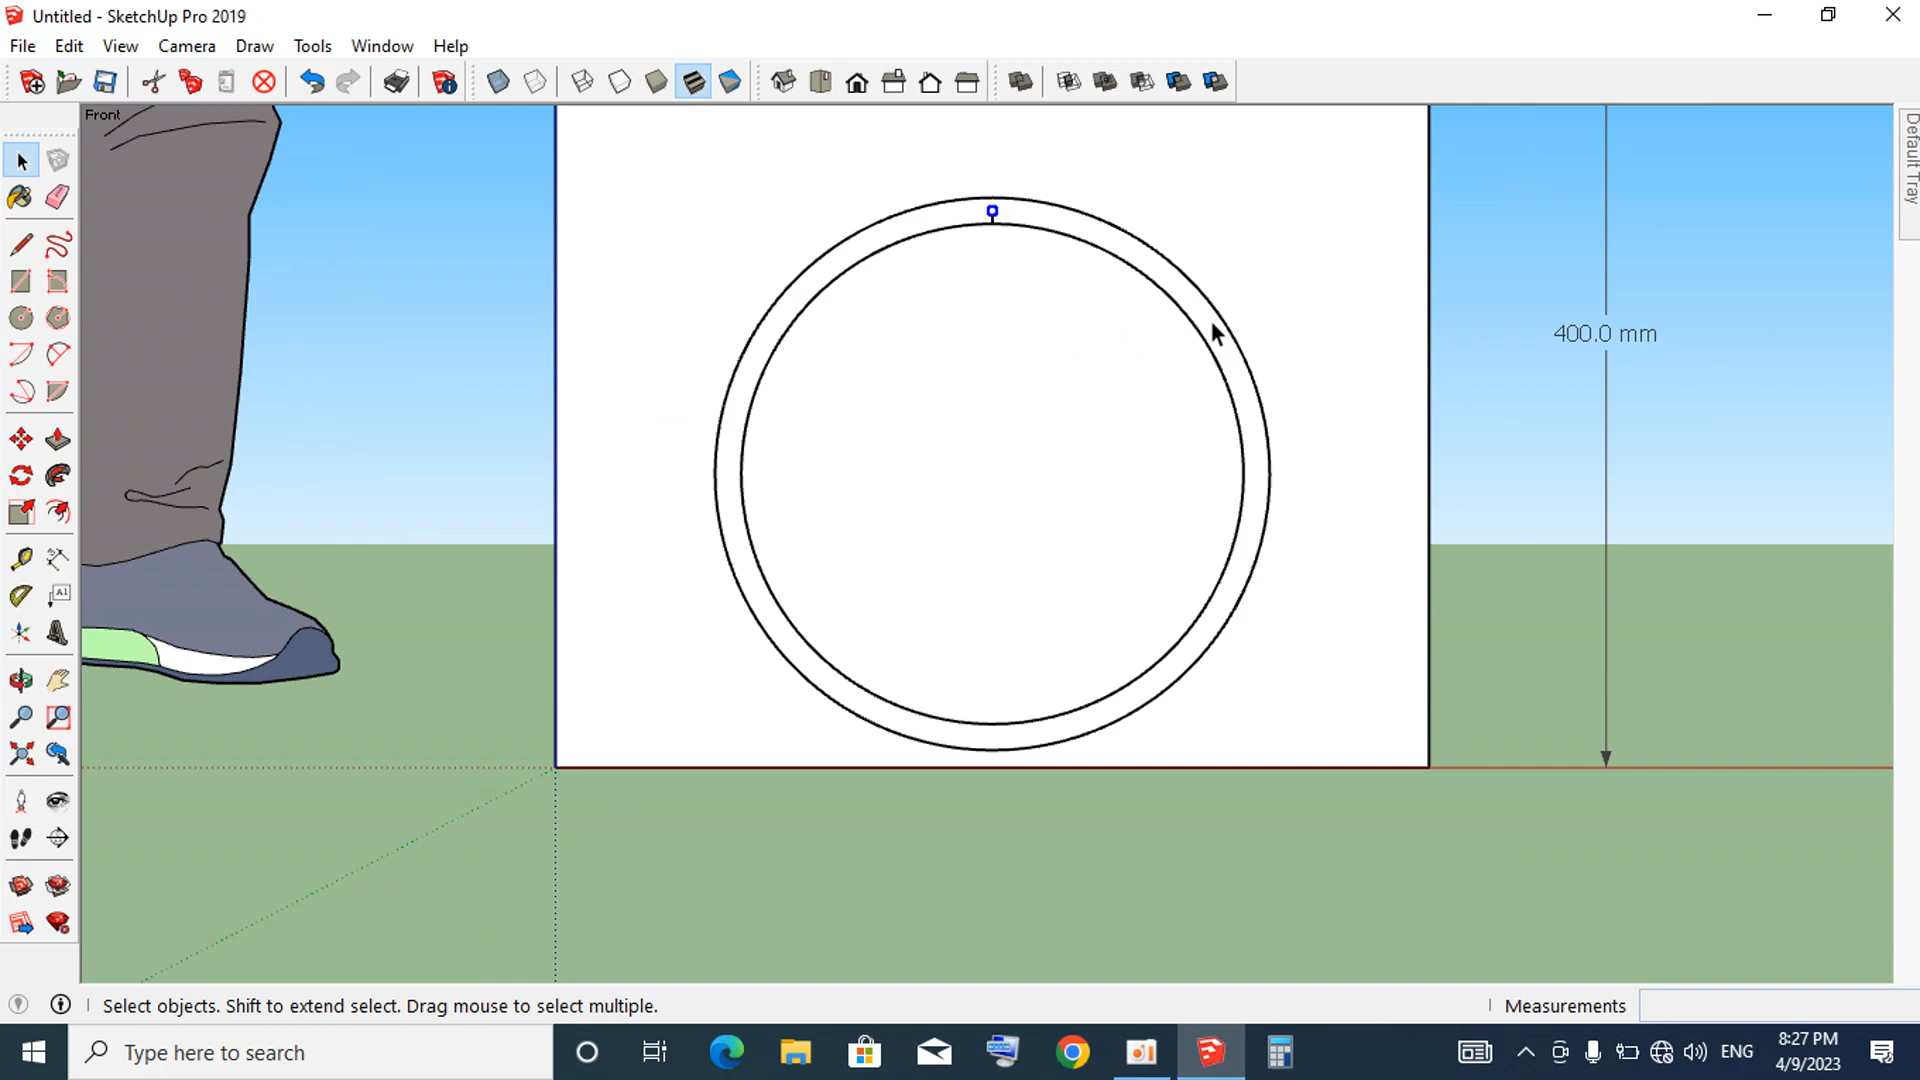 Untitled - SketchUp Pro 2019
File Edit View Camera Draw Tools Window Help
Front
Default Tray
400.0 mm
A1
Select objects. Shift to extend select. Drag mouse to select multiple.
Measurements
Type here to search
ENG
8:27 PM
4/9/2023